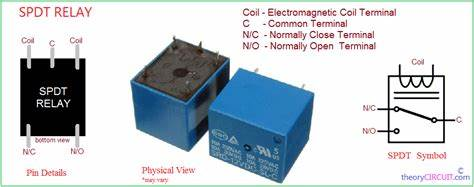 SPDT RELAY
Coil C Coil
SPDT
RELAY
bottom view
N/C N/O
Pin Details
Coil - Electromagnetic Coil Terminal
C - Common Terminal
N/C - Normally Close Terminal
N/O - Normally Open Terminal
Physical View
*may vary
Coil
N/C
C
N/O
SPDT Symbol
©
theoryCIRCUIT.com